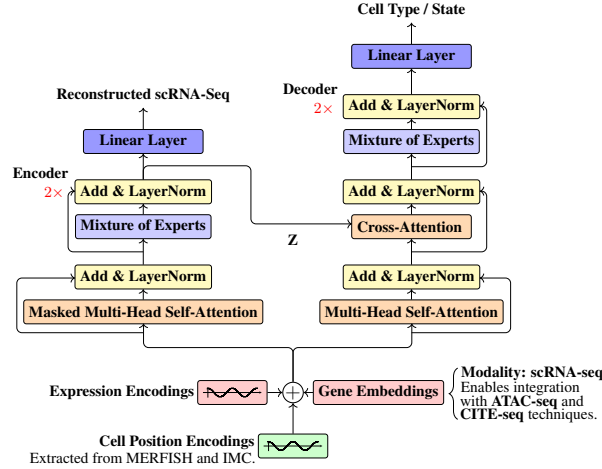 Cell Type / State
Linear Layer
Decoder
2×
Add & LayerNorm
Mixture of Experts
Add & LayerNorm
Cross-Attention
Add & LayerNorm
Multi-Head Self-Attention
Reconstructed scRNA-Seq
Linear Layer
Encoder
2×
Add & LayerNorm
Mixture of Experts
Z
Add & LayerNorm
Masked Multi-Head Self-Attention
Expression Encodings
Gene Embeddings
Modality: scRNA-seq
Enables integration
with ATAC-seq and
CITE-seq techniques.
Cell Position Encodings
Extracted from MERFISH and IMC.